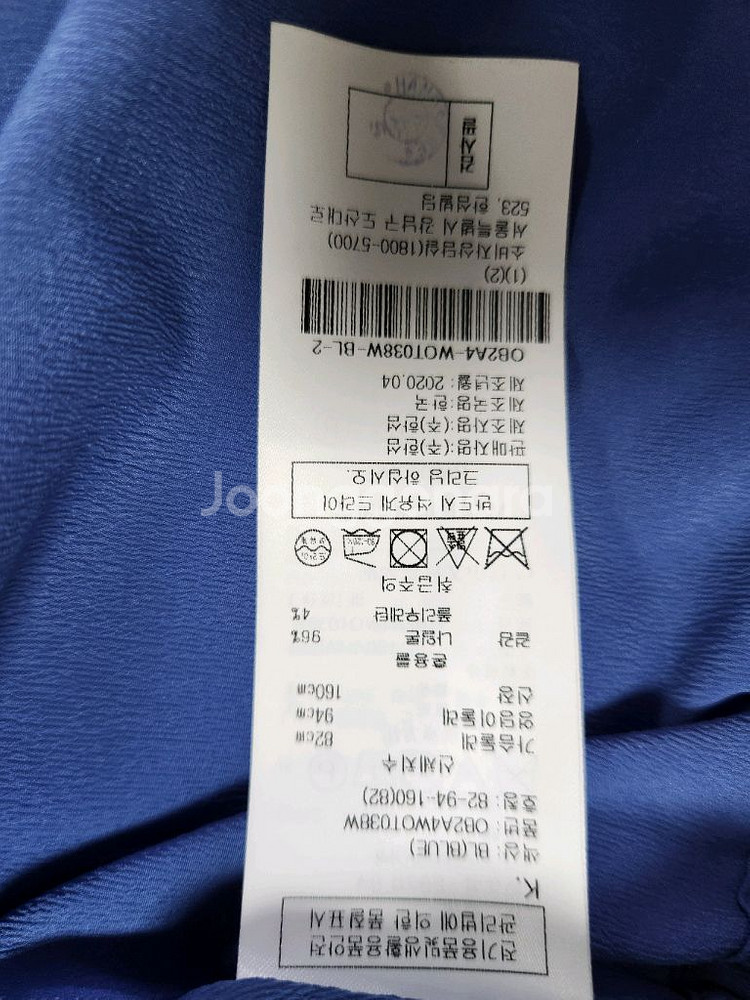 전기용품및생활용품안전
관리법에 의한 품질표시
K.
색상: BL(BLUE)
품번: OB2A4WOT038W
호칭: 82-94-160(82)
신체치수
가슴둘레 82cm
엉덩이둘레 94cm
신장 160cm
혼용률
겉감 나일론 96%
폴리우레탄 4%
취급주의
반드시 석유계 드라이
크리닝 하십시오.
판매자명:(주)한섬
제조자명:(주)한섬
제조국명:한국
제조년월: 2020.04
OB2A4-WOT038W-BL-2
(1)(2)
소비자상담실(1800-5700)
서울특별시 강남구 도산대로
523, 한섬빌딩
검사필